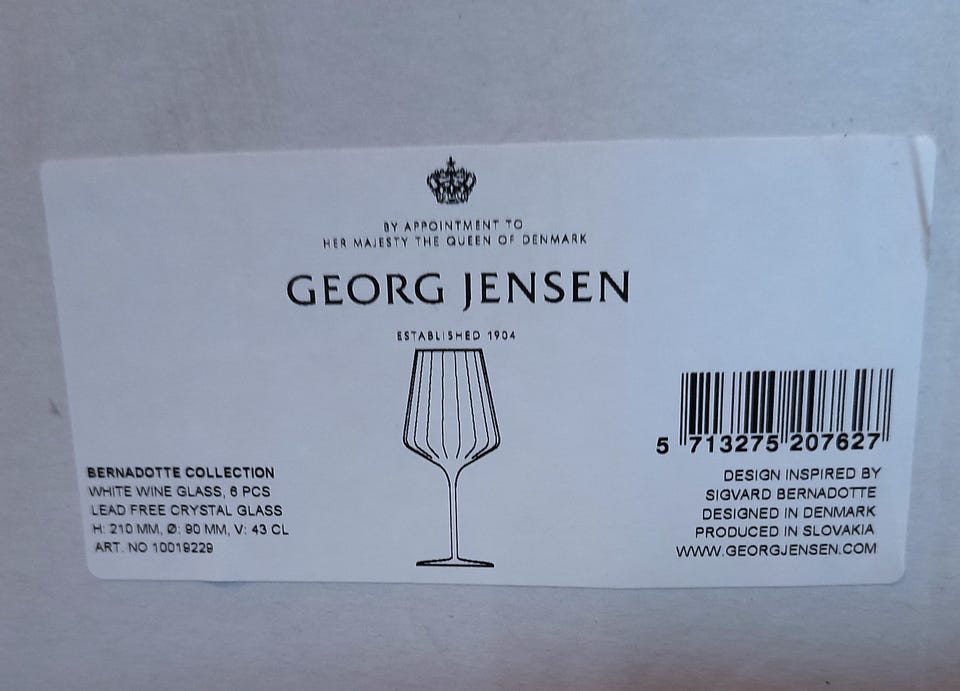 BY APPOINTMENT TO
HER MAJESTY THE QUEEN OF DENMARK
GEORG JENSEN
ESTABLISHED 1904
BERNADOTTE COLLECTION
WHITE WINE GLASS, 6 PCS
LEAD FREE CRYSTAL GLASS
H: 210 MM, Ø: 90 MM, V: 43 CL
ART. NO 10019229
5 713275 207627
DESIGN INSPIRED BY
SIGVARD BERNADOTTE
DESIGNED IN DENMARK
PRODUCED IN SLOVAKIA
WWW.GEORGJENSEN.COM